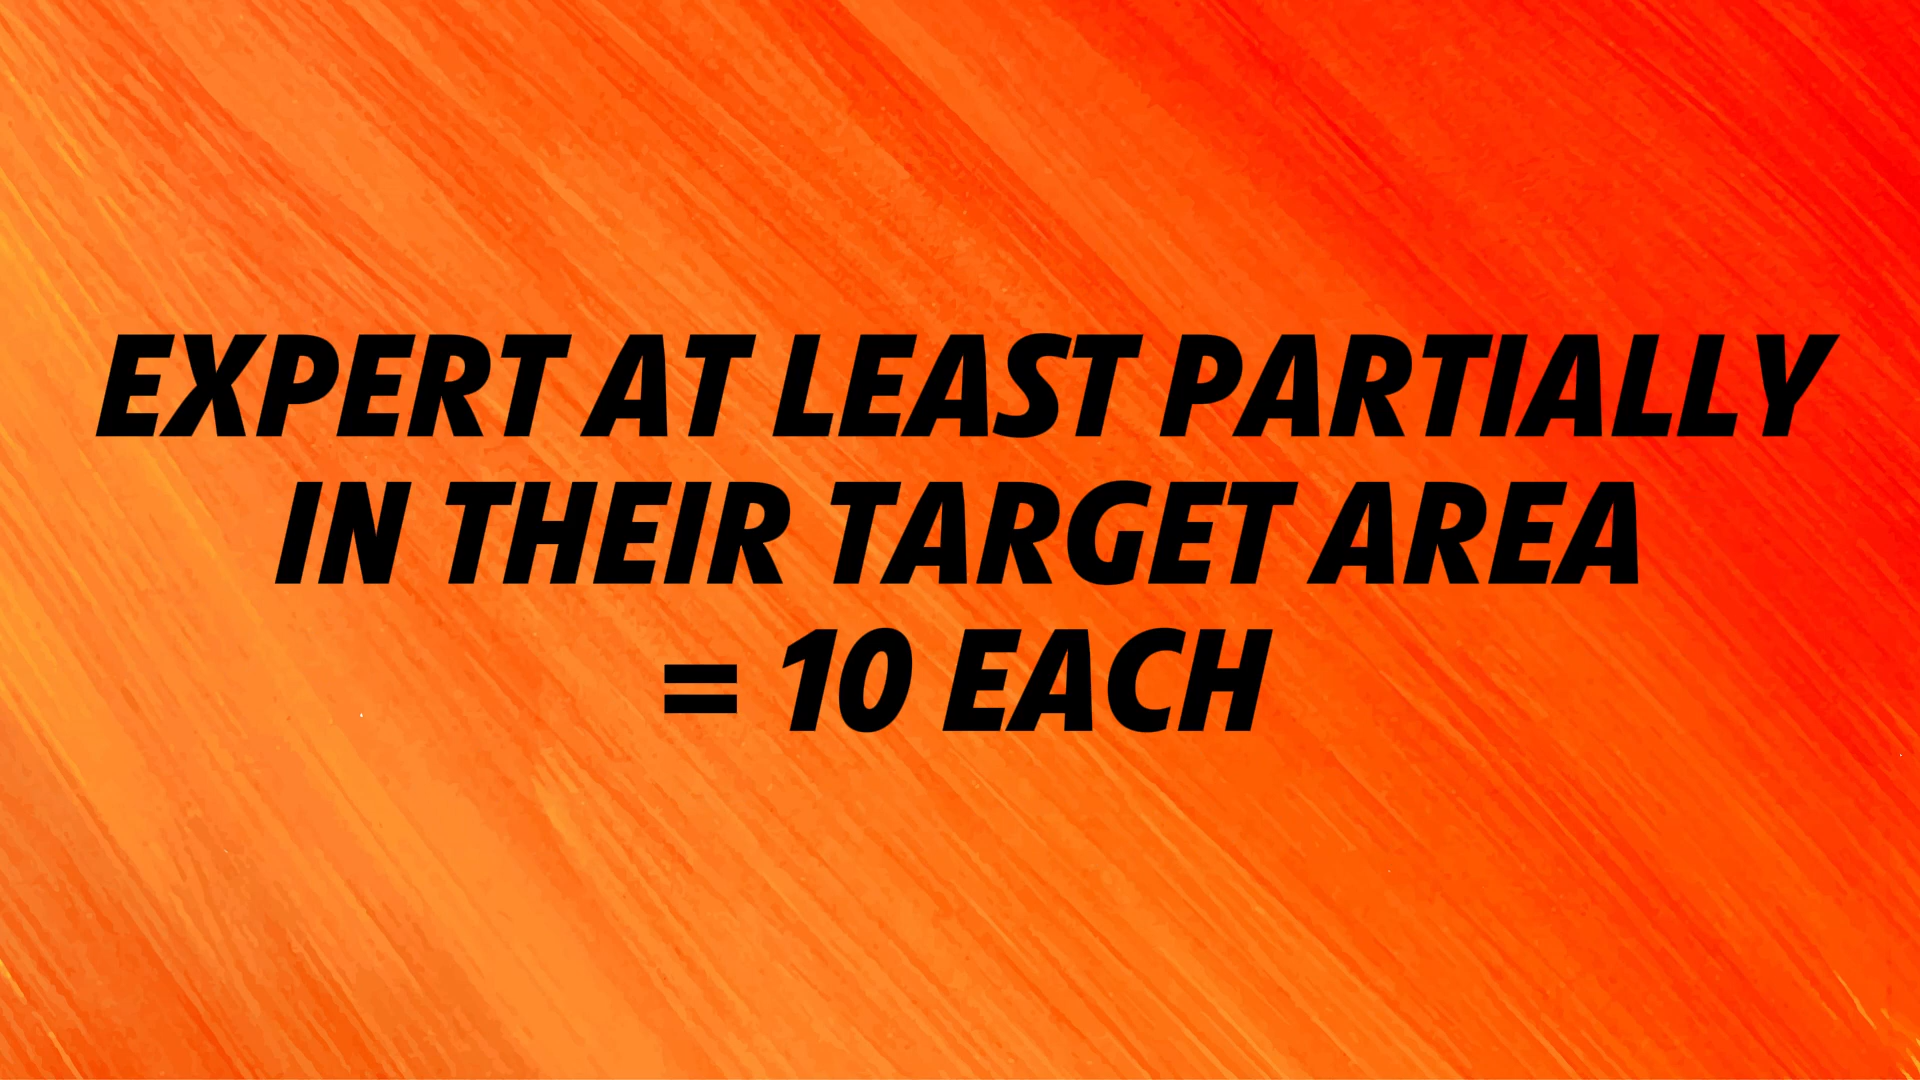 EXPERT AT LEAST PARTIALLY
IN THEIR TARGET AREA
= 10 EACH